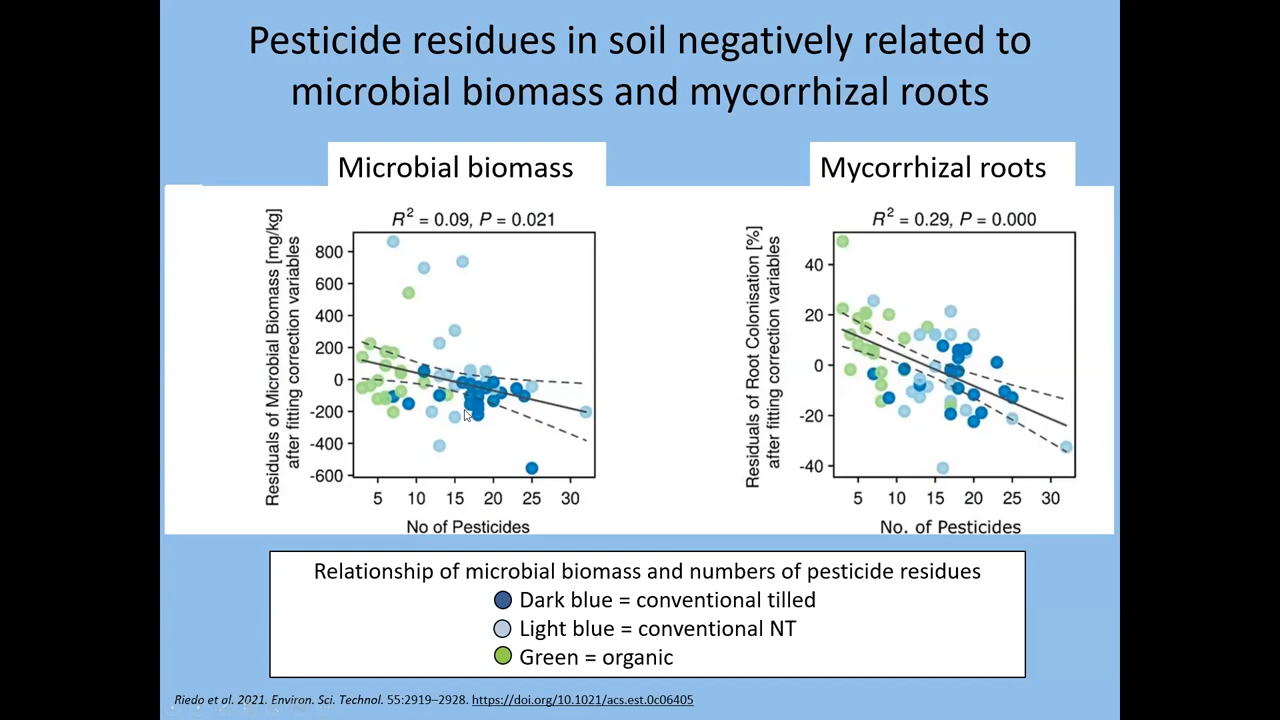 Pesticide residues in soil negatively related to
microbial biomass and mycorrhizal roots
Microbial biomass
R² = 0.09, P = 0.021
Residuals of Microbial Biomass [mg/kg]
after fitting correction variables
800
600
400
200
0
-200
-400
-600
5 10 15 20 25 30
No of Pesticides
Mycorrhizal roots
R² = 0.29, P = 0.000
Residuals of Root Colonisation [%]
after fitting correction variables
40
20
0
-20
-40
5 10 15 20 25 30
No. of Pesticides
Relationship of microbial biomass and numbers of pesticide residues
Dark blue = conventional tilled
Light blue = conventional NT
Green = organic
Riedo et al. 2021. Environ. Sci. Technol. 55:2919–2928. https://doi.org/10.1021/acs.est.0c06405